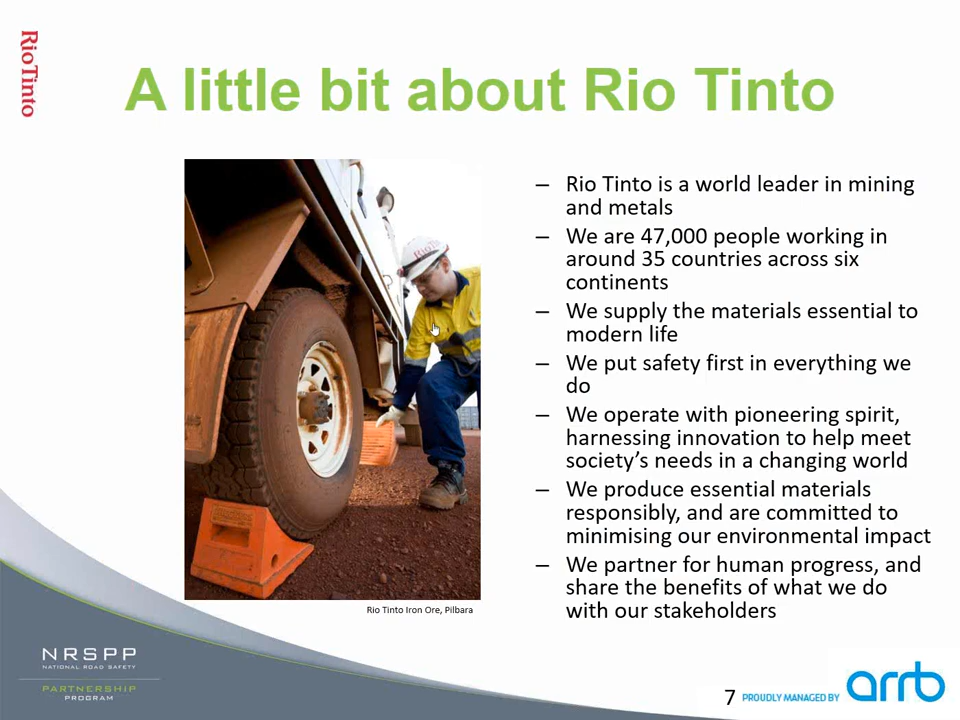 RioTinto
A little bit about Rio Tinto
– Rio Tinto is a world leader in mining
and metals
– We are 47,000 people working in
around 35 countries across six
continents
– We supply the materials essential to
modern life
– We put safety first in everything we
do
– We operate with pioneering spirit,
harnessing innovation to help meet
society’s needs in a changing world
– We produce essential materials
responsibly, and are committed to
minimising our environmental impact
– We partner for human progress, and
share the benefits of what we do
with our stakeholders
Rio Tinto Iron Ore, Pilbara
NRSPP
NATIONAL ROAD SAFETY
PARTNERSHIP
PROGRAM
7 PROUDLY MANAGED BY arrb